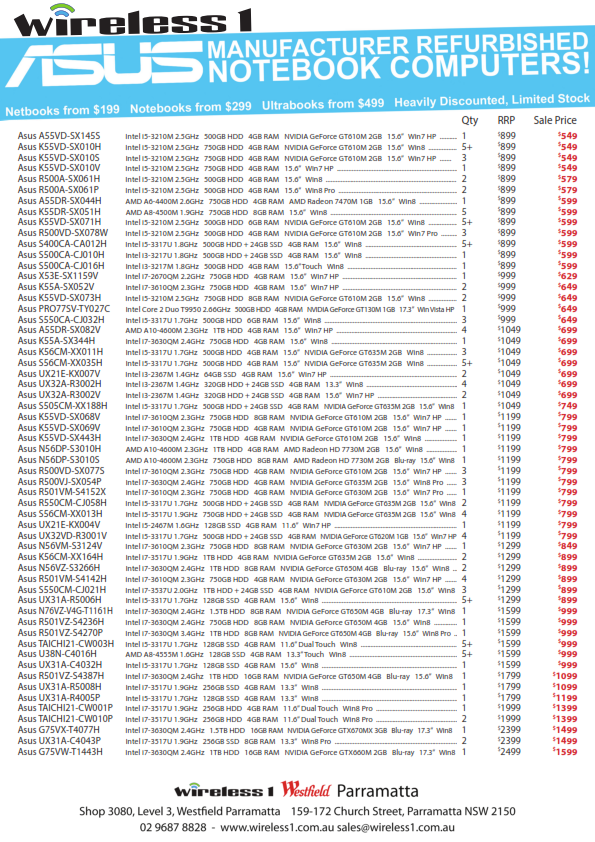 wireless 1
ASUS MANUFACTURER REFURBISHED
NOTEBOOK COMPUTERS!
Netbooks from $199 Notebooks from $299 Ultrabooks from $499 Heavily Discounted, Limited Stock
Qty RRP Sale Price
Asus A55VD-SX145S Intel I5-3210M 2.5GHz 500GB HDD 4GB RAM NVIDIA GeForce GT610M 2GB 15.6" Win7 HP 1 $899 $549
Asus K55VD-SX010H Intel I5-3210M 2.5GHz 500GB HDD 4GB RAM NVIDIA GeForce GT610M 2GB 15.6" Win8 5+ $899 $549
Asus K55VD-SX010S Intel I5-3210M 2.5GHz 750GB HDD 4GB RAM NVIDIA GeForce GT610M 2GB 15.6" Win7 HP 3 $899 $549
Asus K55VD-SX010V Intel I5-3210M 2.5GHz 750GB HDD 4GB RAM 15.6" Win7 HP 1 $899 $549
Asus R500A-SX061H Intel I5-3210M 2.5GHz 500GB HDD 4GB RAM 15.6" Win8 2 $899 $579
Asus R500A-SX061P Intel I5-3210M 2.5GHz 500GB HDD 4GB RAM 15.6" Win8 Pro 2 $899 $579
Asus A55DR-SX044H AMD A6-4400M 2.6GHz 750GB HDD 4GB RAM AMD Radeon 7470M 1GB 15.6" Win8 1 $899 $599
Asus K55DR-SX051H AMD A8-4500M 1.9GHz 750GB HDD 8GB RAM 15.6" Win8 5 $899 $599
Asus K55VD-SX071H Intel I5-3210M 2.5GHz 500GB HDD 6GB RAM NVIDIA GeForce GT610M 2GB 15.6" Win8 5+ $899 $599
Asus R500VD-SX078W Intel I5-3210M 2.5GHz 500GB HDD 4GB RAM NVIDIA GeForce GT610M 2GB 15.6" Win7 Pro 3 $899 $599
Asus S400CA-CA012H Intel I5-3317U 1.8GHz 500GB HDD + 24GB SSD 4GB RAM 15.6" Win8 5+ $899 $599
Asus S500CA-CJ010H Intel I5-3317U 1.8GHz 500GB HDD + 24GB SSD 4GB RAM 15.6" Win8 1 $899 $599
Asus S500CA-CJ016H Intel I3-3217M 1.8GHz 500GB HDD 4GB RAM 15.6"Touch Win8 1 $899 $599
Asus X53E-SX1159V Intel I7-2670QM 2.2GHz 750GB HDD 4GB RAM 15.6" Win7 HP 1 $999 $629
Asus K55A-SX052V Intel I7-3610QM 2.3GHz 750GB HDD 4GB RAM 15.6" Win7 HP 2 $999 $649
Asus K55VD-SX073H Intel I5-3210M 2.5GHz 750GB HDD 8GB RAM NVIDIA GeForce GT610M 2GB 15.6" Win8 2 $999 $649
Asus PRO77SV-TY027C Intel Core 2 Duo T9950 2.66GHz 500GB HDD 4GB RAM NVIDIA GeForce GT130M 1GB 17.3" Win Vista HP 1 $999 $649
Asus S550CA-CJ032H Intel I5-3317U 1.7GHz 500GB HDD 6GB RAM 15.6" Win8 3 $999 $649
Asus A55DR-SX082V AMD A10-4600M 2.3GHz 1TB HDD 4GB RAM 15.6" Win7 HP 4 $1049 $699
Asus K55A-SX344H Intel I7-3630QM 2.4GHz 750GB HDD 4GB RAM 15.6" Win8 1 $1049 $699
Asus K56CM-XX011H Intel I5-3317U 1.7GHz 500GB HDD 4GB RAM 15.6" NVIDIA GeForce GT635M 2GB Win8 3 $1049 $699
Asus S56CM-XX035H Intel I5-3317U 1.7GHz 500GB HDD 4GB RAM 15.6" NVIDIA GeForce GT635M 2GB Win8 5+ $1049 $699
Asus UX21E-KX007V Intel I3-2367M 1.4GHz 64GB SSD 4GB RAM 15.6" Win7 HP 2 $1049 $699
Asus UX32A-R3002H Intel I3-2367M 1.4GHz 320GB HDD + 24GB SSD 4GB RAM 13.3" Win8 4 $1049 $699
Asus UX32A-R3002V Intel I3-2367M 1.4GHz 320GB HDD + 24GB SSD 4GB RAM 15.6" Win7 HP 2 $1049 $699
Asus S505CM-XX188H Intel I5-3317U 1.7GHz 500GB HDD + 24GB SSD 4GB RAM NVIDIA GeForce GT635M 2GB 15.6" Win8 1 $1049 $749
Asus K55VD-SX068V Intel I7-3610QM 2.3GHz 750GB HDD 8GB RAM NVIDIA GeForce GT610M 2GB 15.6" Win7 HP 1 $1199 $799
Asus K55VD-SX069V Intel I7-3610QM 2.3GHz 750GB HDD 4GB RAM NVIDIA GeForce GT610M 2GB 15.6" Win7 HP 1 $1199 $799
Asus K55VD-SX443H Intel I7-3630QM 2.4GHz 1TB HDD 4GB RAM NVIDIA GeForce GT610M 2GB 15.6" Win8 1 $1199 $799
Asus N56DP-S3010H AMD A10-4600M 2.3GHz 1TB HDD 4GB RAM AMD Radeon HD 7730M 2GB 15.6" Win8 1 $1199 $799
Asus N56DP-S3010S AMD A10-4600M 2.3GHz 750GB HDD 8GB RAM AMD Radeon HD 7730M 2GB Blu-ray 15.6" Win8 1 $1199 $799
Asus R500VD-SX077S Intel I7-3610QM 2.3GHz 750GB HDD 4GB RAM NVIDIA GeForce GT610M 2GB 15.6" Win7 HP 3 $1199 $799
Asus R500VJ-SX054P Intel I7-3630QM 2.4GHz 750GB HDD 4GB RAM NVIDIA GeForce GT635M 2GB 15.6" Win8 Pro 3 $1199 $799
Asus R501VM-S4152X Intel I7-3610QM 2.3GHz 750GB HDD 4GB RAM NVIDIA GeForce GT630M 2GB 15.6" Win7 Pro 1 $1199 $799
Asus R550CM-CJ058H Intel I5-3317U 1.7GHz 500GB HDD + 24GB SSD 4GB RAM NVIDIA GeForce GT635M 2GB 15.6" Win8 2 $1199 $799
Asus S56CM-XX013H Intel I7-3517U 1.9GHz 500GB HDD + 24GB SSD 4GB RAM NVIDIA GeForce GT635M 2GB 15.6" Win8 4 $1199 $799
Asus UX21E-KX004V Intel I5-2467M 1.6GHz 128GB SSD 4GB RAM 11.6" Win7 HP 1 $1199 $799
Asus UX32VD-R3001V Intel I5-3317U 1.7GHz 500GB HDD + 24GB SSD 4GB RAM NVIDIA GeForce GT620M 1GB 15.6" Win7 HP 4 $1199 $799
Asus N56VM-S3124V Intel I7-3610QM 2.3GHz 750GB HDD 8GB RAM NVIDIA GeForce GT630M 2GB 15.6" Win7 HP 1 $1299 $849
Asus K56CM-XX164H Intel I7-3517U 1.9GHz 1TB HDD 4GB RAM NVIDIA GeForce GT635M 2GB 15.6" Win8 2 $1299 $899
Asus N56VZ-S3266H Intel I7-3630QM 2.4GHz 1TB HDD 8GB RAM NVIDIA GeForce GT650M 4GB Blu-ray 15.6" Win8 2 $1299 $899
Asus R501VM-S4142H Intel I7-3610QM 2.3GHz 750GB HDD 4GB RAM NVIDIA GeForce GT630M 2GB 15.6" Win7 HP 4 $1299 $899
Asus S550CM-CJ021H Intel I7-3537U 2.0GHz 1TB HDD + 24GB SSD 4GB RAM NVIDIA GeForce GT610M 2GB 15.6" Win8 3 $1299 $899
Asus UX31A-R5006H Intel I5-3317U 1.7GHz 128GB SSD 4GB RAM 15.6" Win8 5+ $1299 $899
Asus N76VZ-V4G-T1161H Intel I7-3630QM 2.4GHz 1.5TB HDD 8GB RAM NVIDIA GeForce GT650M 4GB Blu-ray 17.3" Win8 1 $1599 $999
Asus R501VZ-S4236H Intel I7-3630QM 2.4GHz 750GB HDD 8GB RAM NVIDIA GeForce GT650M 4GB 15.6" Win8 1 $1599 $999
Asus R501VZ-S4270P Intel I7-3630QM 3.4GHz 1TB HDD 8GB RAM NVIDIA GeForce GT650M 4GB Blu-ray 15.6" Win8 Pro 1 $1599 $999
Asus TAICHI21-CW003H Intel I5-3317U 1.7GHz 128GB SSD 4GB RAM 11.6" Dual Touch Win8 5+ $1599 $999
Asus U38N-C4016H AMD A8-4555M 1.6GHz 128GB SSD 4GB RAM 13.3"Touch Win8 5+ $1599 $999
Asus UX31A-C4032H Intel I5-3317U 1.7GHz 128GB SSD 4GB RAM 15.6" Win8 1 $1599 $999
Asus R501VZ-S4387H Intel I7-3630QM 2.4Ghz 1TB HDD 16GB RAM NVIDIA GeForce GT650M 4GB Blu-ray 15.6" Win8 1 $1799 $1099
Asus UX31A-R5008H Intel I7-3517U 1.9GHz 256GB SSD 4GB RAM 13.3" Win8 1 $1799 $1099
Asus UX31A-R4005P Intel I7-3517U 1.9GHz 256GB SSD 4GB RAM 13.3" Win8 Pro 1 $1799 $1199
Asus TAICHI21-CW001P Intel I7-3517U 1.9GHz 256GB HDD 4GB RAM 11.6" Dual Touch Win8 Pro 1 $1999 $1399
Asus TAICHI21-CW010P Intel I7-3517U 1.9GHz 256GB HDD 4GB RAM 11.6" Dual Touch Win8 Pro 2 $1999 $1399
Asus G75VX-T4077H Intel I7-3630QM 2.4GHz 1.5TB HDD 16GB RAM NVIDIA GeForce GTX670MX 3GB Blu-ray 17.3" Win8 1 $2399 $1499
Asus UX31A-C4043P Intel I7-3517U 1.9GHz 256GB SSD 8GB RAM 13.3" Win8 Pro 2 $2399 $1499
Asus G75VW-T1443H Intel I7-3630QM 2.4GHz 1TB HDD 16GB RAM NVIDIA GeForce GTX660M 2GB Blu-ray 17.3" Win8 1 $2499 $1599
wireless 1 Westfield Parramatta
Shop 3080, Level 3, Westfield Parramatta 159-172 Church Street, Parramatta NSW 2150
02 9687 8828 - www.wireless1.com.au sales@wireless1.com.au